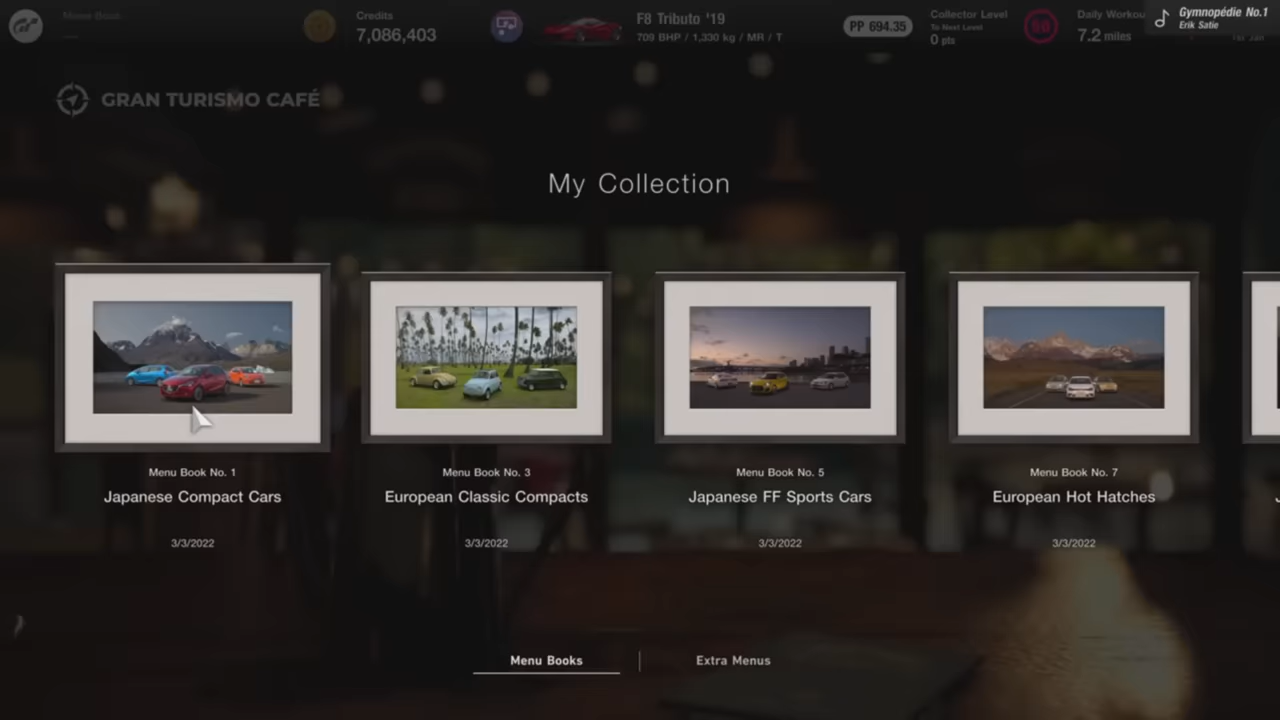 Menu Book
Credits
7,086,403
F8 Tributo '19
709 BHP / 1,330 kg / MR / T
PP 694.35
Collector Level
To Next Level
0 pts
50
Daily Workou
7.2 miles
Gymnopédie No.1
Erik Satie
GRAN TURISMO CAFÉ
My Collection
Menu Book No. 1
Japanese Compact Cars
3/3/2022
Menu Book No. 3
European Classic Compacts
3/3/2022
Menu Book No. 5
Japanese FF Sports Cars
3/3/2022
Menu Book No. 7
European Hot Hatches
3/3/2022
J
Menu Books
Extra Menus